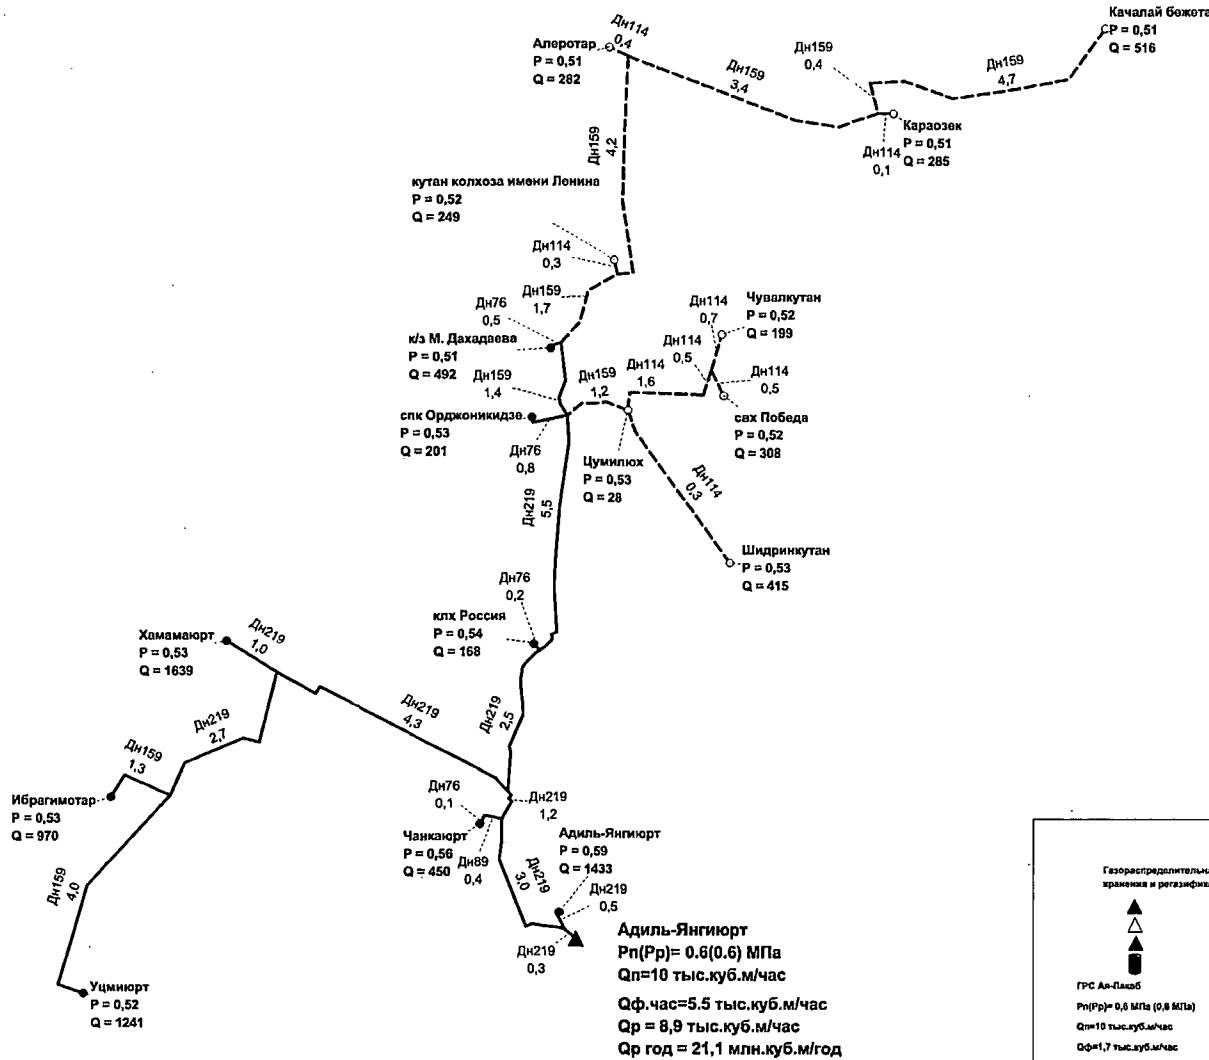 Качалай бежета
P = 0,51
Q = 516
Дн114
0,4
Алеротар
P = 0,51
Q = 282
Дн159
3,4
Дн159
0,4
Дн159
4,7
Караозек
P = 0,51
Q = 285
Дн114
0,1
Дн159
4,2
кутан колхоза имени Ленина
P = 0,52
Q = 249
Дн114
0,3
Дн159
1,7
Дн76
0,5
к/з М. Дахадаева
P = 0,51
Q = 492
Дн114
0,7
Чувалкутан
P = 0,52
Q = 199
Дн114
0,5
Дн114
0,5
свх Победа
P = 0,52
Q = 308
Дн159
1,4
Дн159
1,2
Дн114
1,6
спк Орджоникидзе
P = 0,53
Q = 201
Дн76
0,8
Цумилюх
P = 0,53
Q = 28
Дн114
0,3
Дн219
5,5
Шидринкутан
P = 0,53
Q = 415
Дн76
0,2
клх Россия
P = 0,54
Q = 168
Хамамаюрт
P = 0,53
Q = 1639
Дн219
1,0
Дн219
4,3
Дн219
2,5
Дн219
2,7
Дн159
1,3
Ибрагимотар
P = 0,53
Q = 970
Дн76
0,1
Дн219
1,2
Чанкаюрт
P = 0,56
Q = 450
Дн89
0,4
Адиль-Янгиюрт
P = 0,59
Q = 1433
Дн219
3,0
Дн219
0,5
Дн159
4,0
Дн219
0,3
Уцмиюрт
P = 0,52
Q = 1241
Адиль-Янгиюрт
Рп(Рр)= 0.6(0.6) МПа
Qп=10 тыс.куб.м/час
Qф.час=5.5 тыс.куб.м/час
Qр = 8,9 тыс.куб.м/час
Qр год = 21,1 млн.куб.м/год
Газораспределительна
хранения и регазифик
ГРС
Рп(Рр)= 0,6 МПа (0,6 МПа)
Qп=10 тыс.куб.м/час
Qф=1,7 тыс.куб.м/час